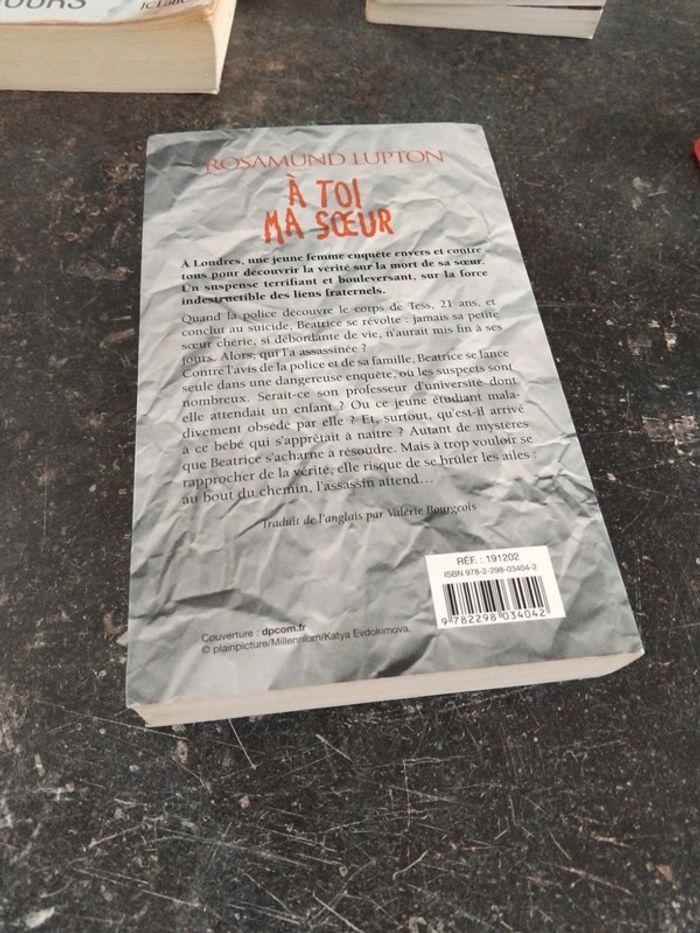 OURS
ROSAMUND LUPTON
À TOI
MA SŒUR
À Londres, une jeune femme enquête envers et contre
tous pour découvrir la vérité sur la mort de sa sœur.
Un suspense terrifiant et bouleversant, sur la force
indestructible des liens fraternels.
Quand la police découvre le corps de Tess, 21 ans, et
conclut au suicide, Beatrice se révolte : jamais sa petite
sœur chérie, si débordante de vie, n'aurait mis fin à ses
jours. Alors, qui l'a assassinée ?
Contre l'avis de la police et de sa famille, Beatrice se lance
seule dans une dangereuse enquête, où les suspects sont
nombreux. Serait-ce son professeur d'université dont
elle attendait un enfant ? Ou ce jeune étudiant mala-
divement obsédé par elle ? Et, surtout, qu'est-il arrivé
à ce bébé qui s'apprêtait à naître ? Autant de mystères
que Beatrice s'acharne à résoudre. Mais à trop vouloir se
rapprocher de la vérité, elle risque de se brûler les ailes :
au bout du chemin, l'assassin attend...
Traduit de l'anglais par Valérie Bourgeois
RÉF. : 191202
ISBN 978-2-298-03404-2
9 782298 034042
Couverture : dpcom.fr
© plainpicture/Millennium/Katya Evdokimova.